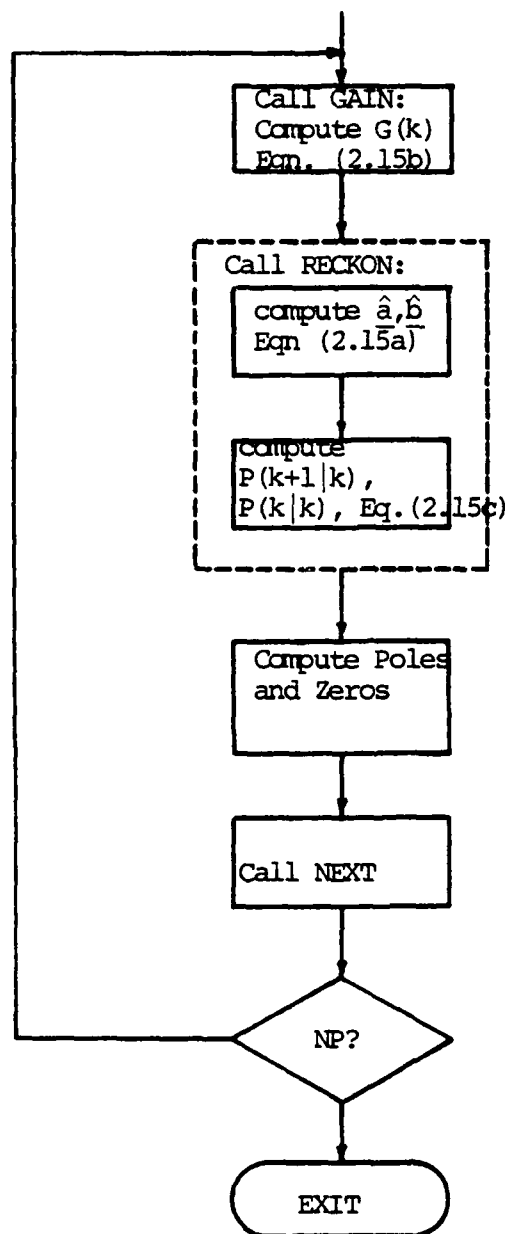 Call GAIN:
Compute G(k)
Eqn. (2.15b)
Call RECKON:
compute â,b̂
Eqn (2.15a)
compute
P(k+1|k),
P(k|k), Eq.(2.15c)
Compute Poles
and Zeros
Call NEXT
NP?
EXIT